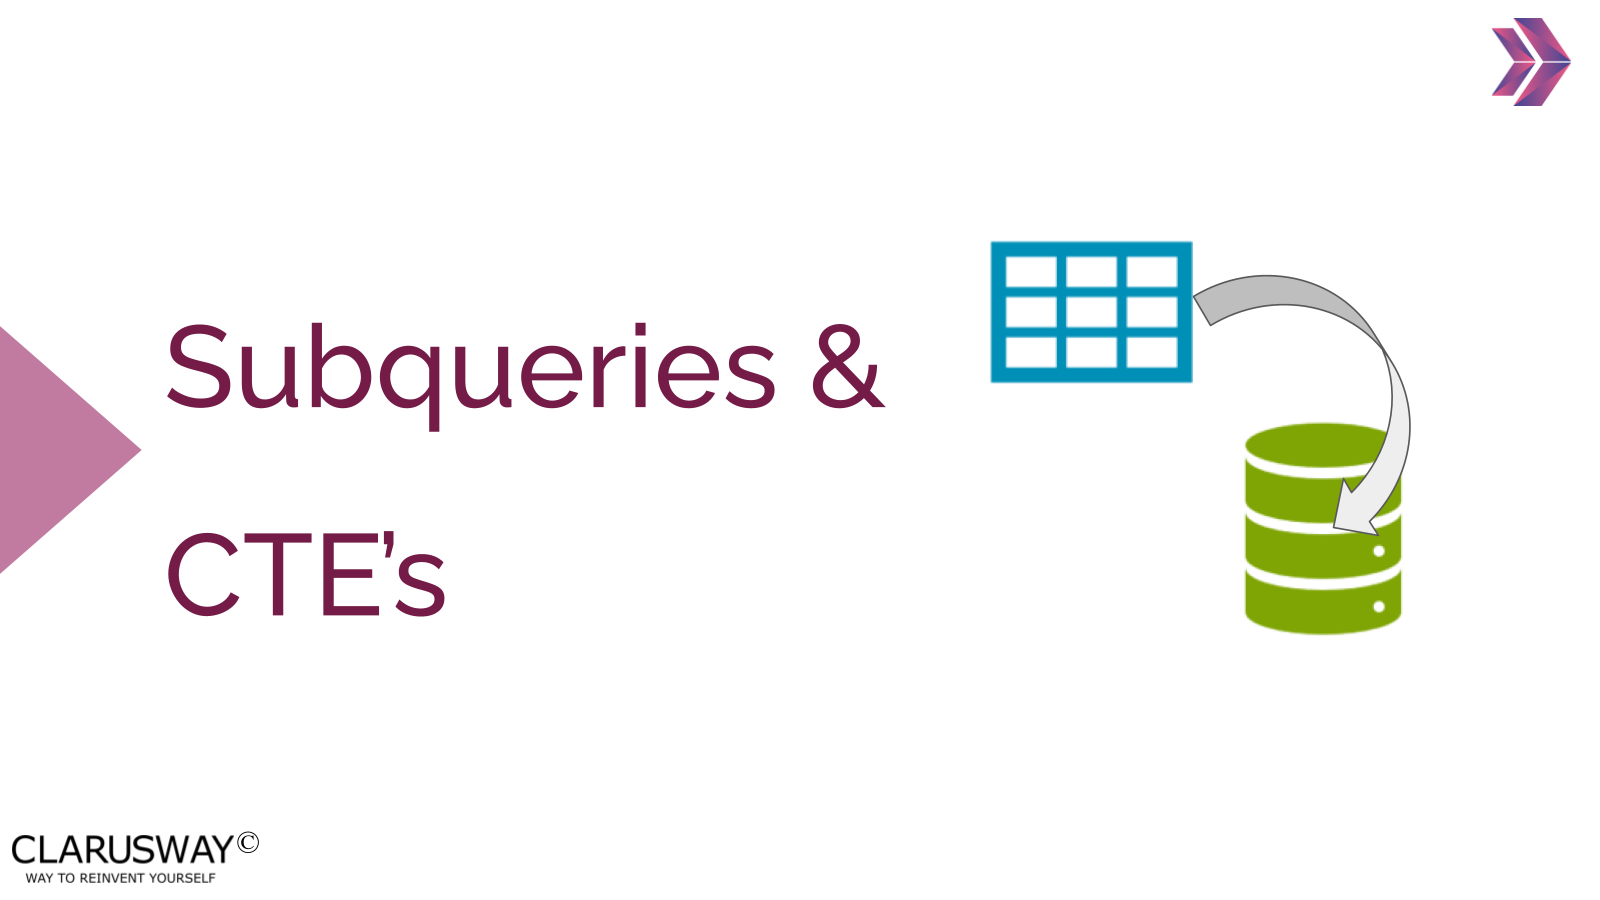 Subqueries &
CTE’s
CLARUSWAY©
WAY TO REINVENT YOURSELF